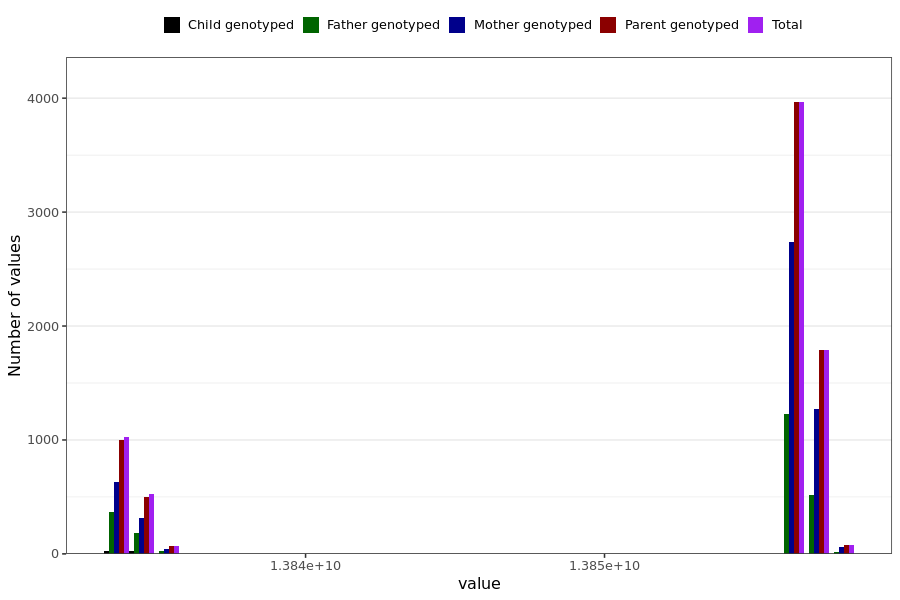 Child genotyped Father genotyped Mother genotyped Parent genotyped Total
4000
3000
2000
1000
0
Number of values
1.384e+10 1.385e+10
value